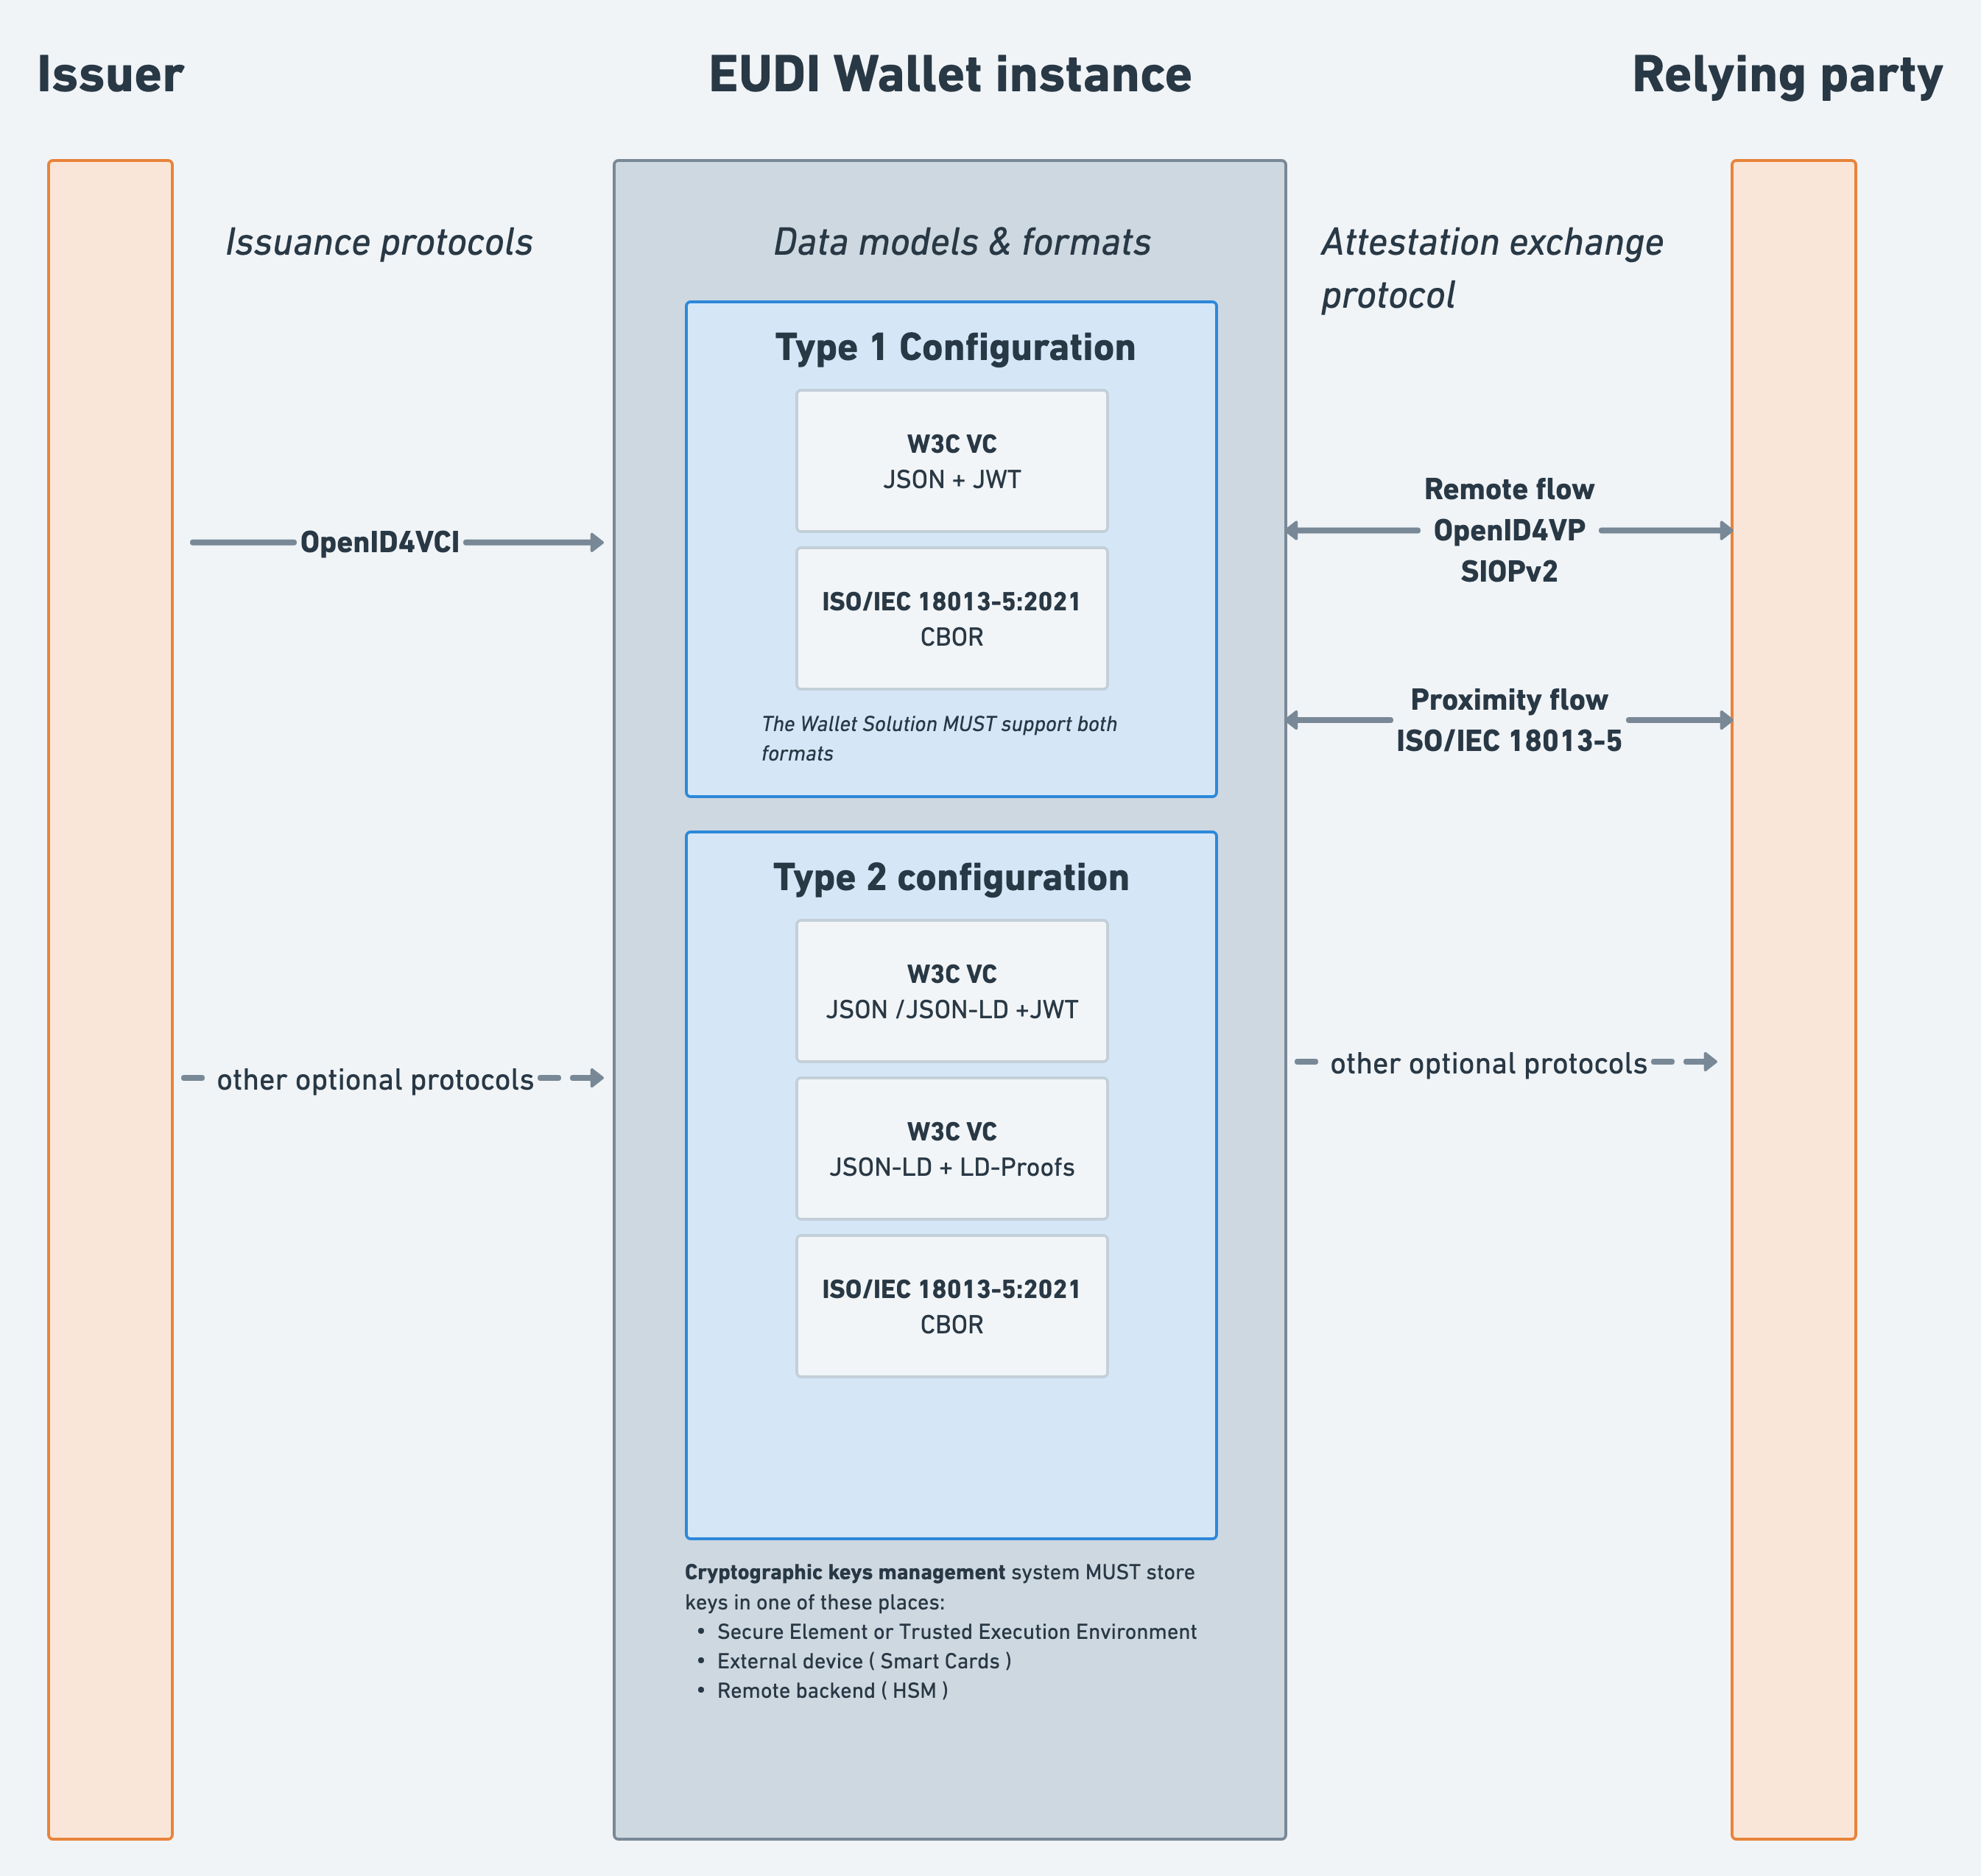 Issuer
EUDI Wallet instance
Relying party
Issuance protocols
Data models & formats
Attestation exchange
protocol
Type 1 Configuration
W3C VC
JSON + JWT
ISO/IEC 18013-5:2021
CBOR
The Wallet Solution MUST support both
formats
OpenID4VCI
Remote flow
OpenID4VP
SIOPv2
Proximity flow
ISO/IEC 18013-5
Type 2 configuration
W3C VC
JSON /JSON-LD +JWT
W3C VC
JSON-LD + LD-Proofs
ISO/IEC 18013-5:2021
CBOR
other optional protocols
other optional protocols
Cryptographic keys management system MUST store
keys in one of these places:
• Secure Element or Trusted Execution Environment
• External device ( Smart Cards )
• Remote backend ( HSM )